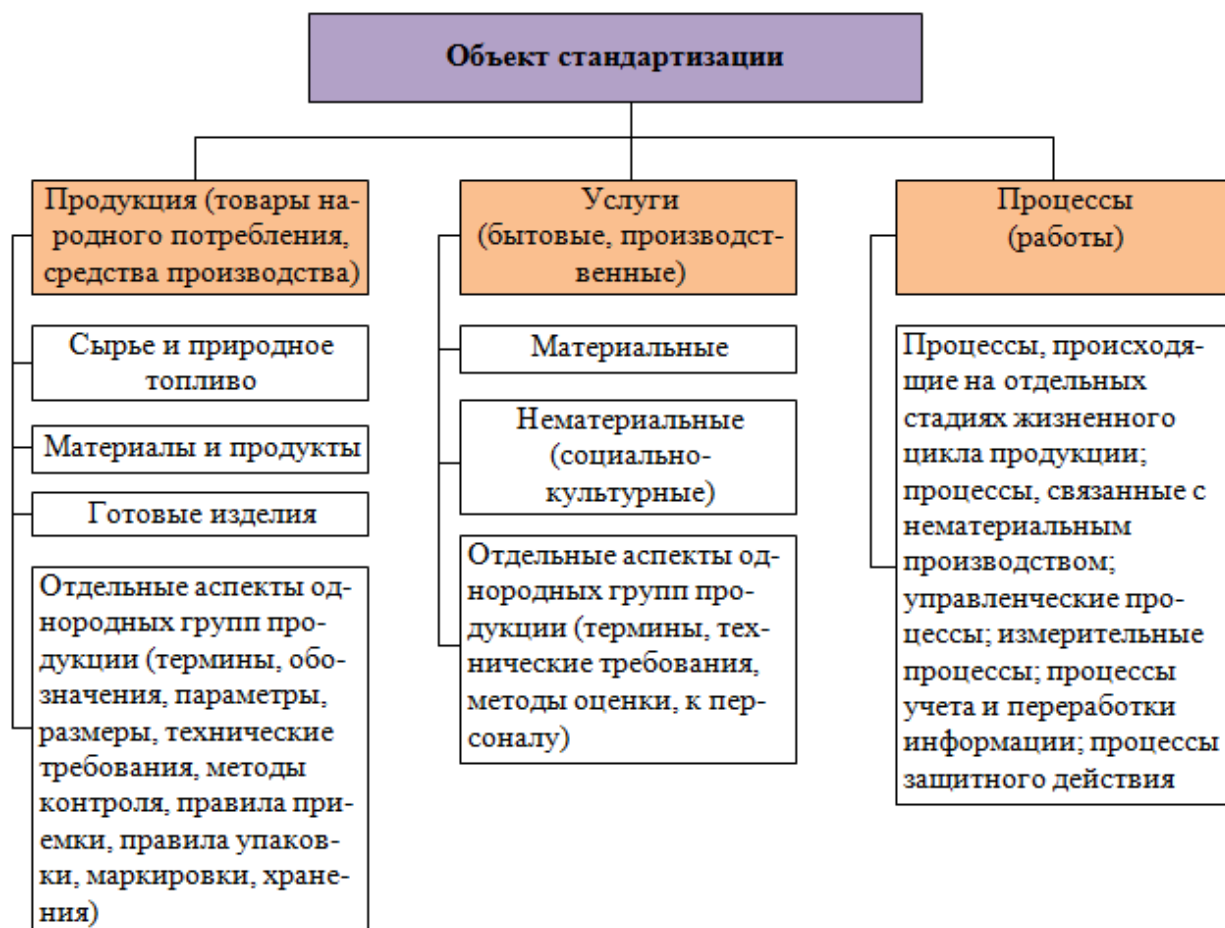 Объект стандартизации
Продукция (товары на-
родного потребления,
средства производства)
Сырье и природное
топливо
Материалы и продукты
Готовые изделия
Отдельные аспекты од-
нородных групп про-
дукции (термины, обо-
значения, параметры,
размеры, технические
требования, методы
контроля, правила при-
емки, правила упаков-
ки, маркировки, хране-
ния)
Услуги
(бытовые, производст-
венные)
Материальные
Нематериальные
(социально-
культурные)
Отдельные аспекты од-
нородных групп про-
дукции (термины, тех-
нические требования,
методы оценки, к пер-
соналу)
Процессы
(работы)
Процессы, происходя-
щие на отдельных
стадиях жизненного
цикла продукции;
процессы, связанные с
нематериальным
производством;
управленческие про-
цессы; измерительные
процессы; процессы
учета и переработки
информации; процессы
защитного действия